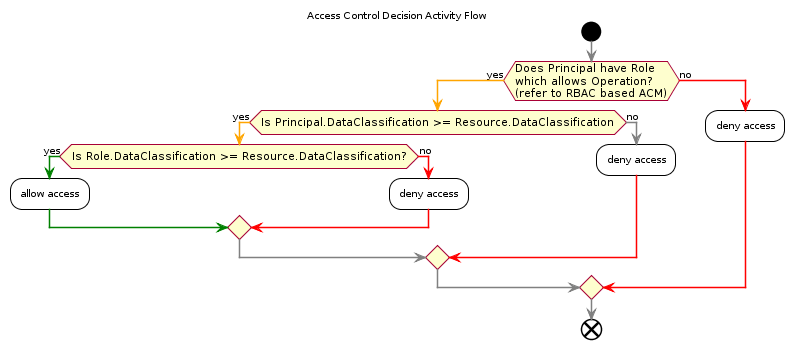 Access Control Decision Activity Flow
Does Principal have Role
which allows Operation?
(refer to RBAC based ACM)
yes
no
Is Principal.DataClassification >= Resource.DataClassification
yes
no
deny access
Is Role.DataClassification >= Resource.DataClassification?
yes
no
deny access
allow access
deny access